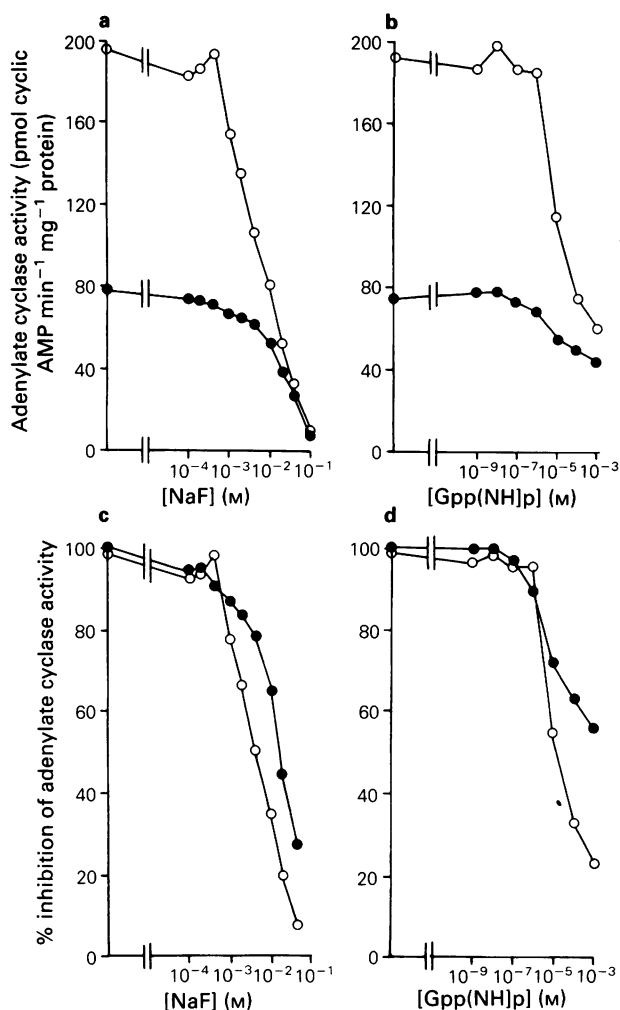 a
b
Adenylate cyclase activity (pmol cyclic
AMP min⁻¹ mg⁻¹ protein)
200
160
120
80
40
0
10⁻⁴ 10⁻³ 10⁻² 10⁻¹
[NaF] (M)
200
160
120
80
40
0
10⁻⁹ 10⁻⁷ 10⁻⁵ 10⁻³
[Gpp(NH)p] (M)
c
d
% inhibition of adenylate cyclase activity
100
80
60
40
20
0
10⁻⁴ 10⁻³ 10⁻² 10⁻¹
[NaF] (M)
100
80
60
40
20
0
10⁻⁹ 10⁻⁷ 10⁻⁵ 10⁻³
[Gpp(NH)p] (M)